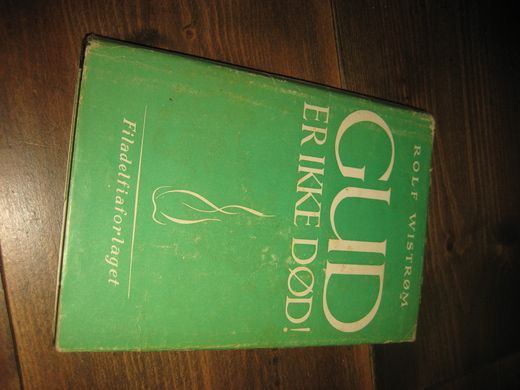 ROLF WISTRØM
GUD
ER IKKE DØD!
Filadelfiaforlaget